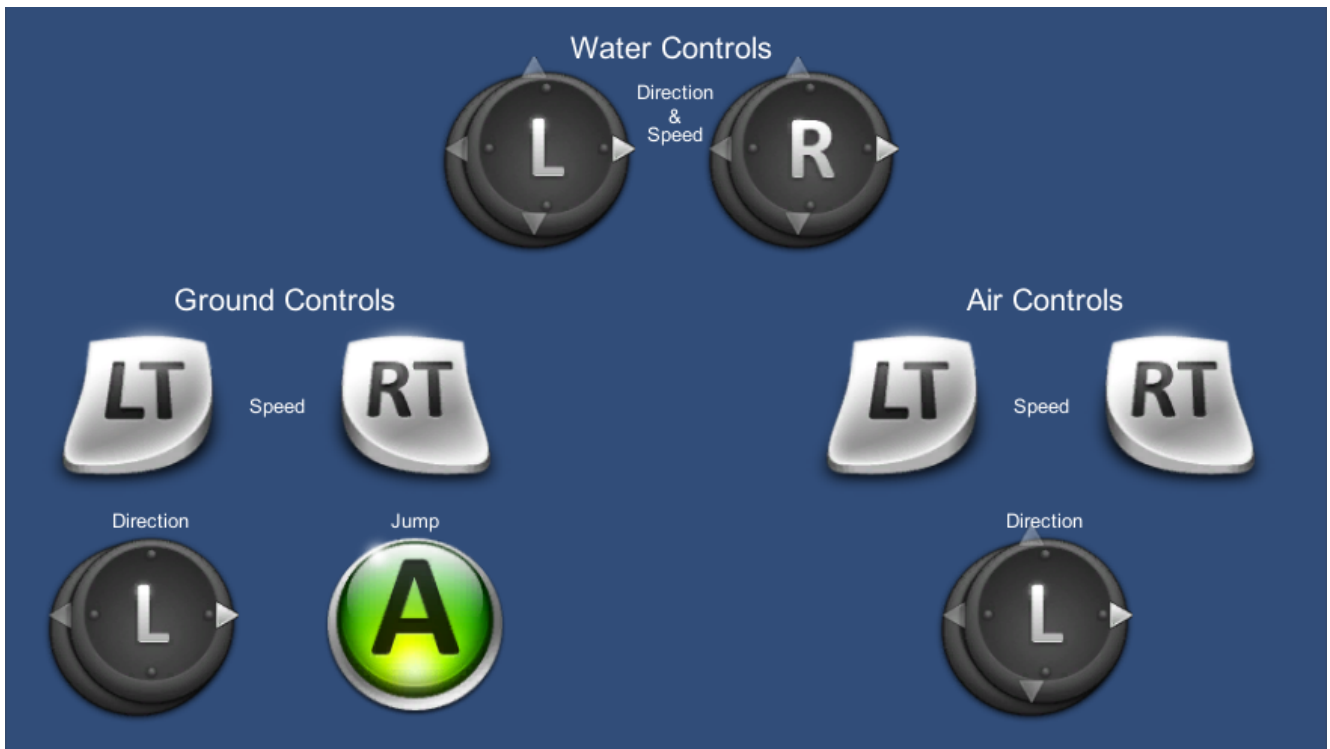 Water Controls
L
Direction
&
Speed
R
Ground Controls
LT
Speed
RT
Direction
L
Jump
A
Air Controls
LT
Speed
RT
Direction
L